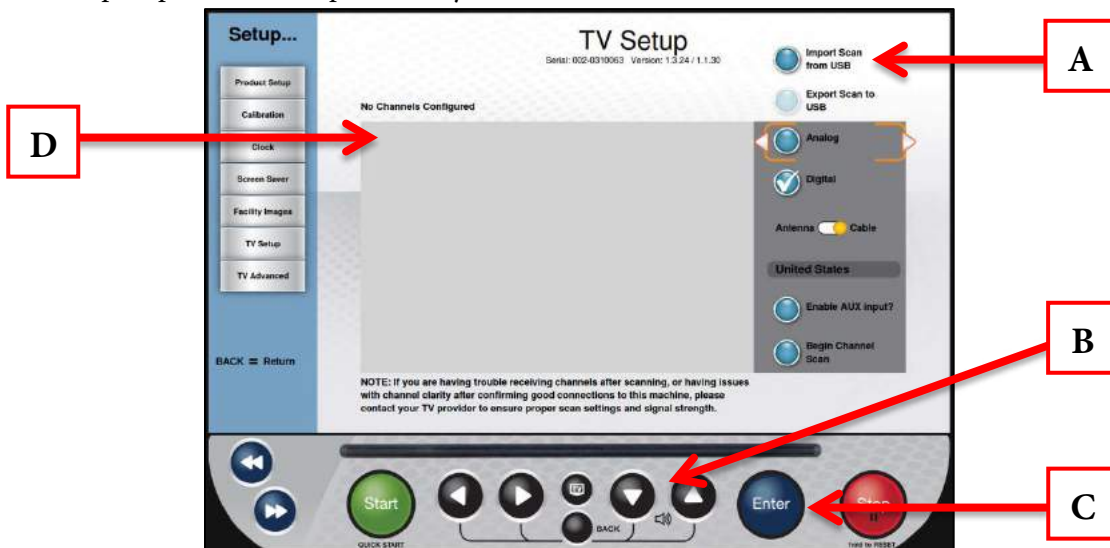 Setup...
Product Setup
Calibration
Clock
Screen Saver
Facility Images
TV Setup
TV Advanced
BACK = Return
TV Setup
Serial: 002-0310063 Version: 1.3.24 / 1.1.30
No Channels Configured
Import Scan
from USB
Export Scan to
USB
Analog
Digital
Antenna Cable
United States
Enable AUX input?
Begin Channel
Scan
NOTE: If you are having trouble receiving channels after scanning, or having issues
with channel clarity after confirming good connections to this machine, please
contact your TV provider to ensure proper scan settings and signal strength.
Start
QUICK START
BACK
Enter
Stop
hold to RESET
A
B
C
D